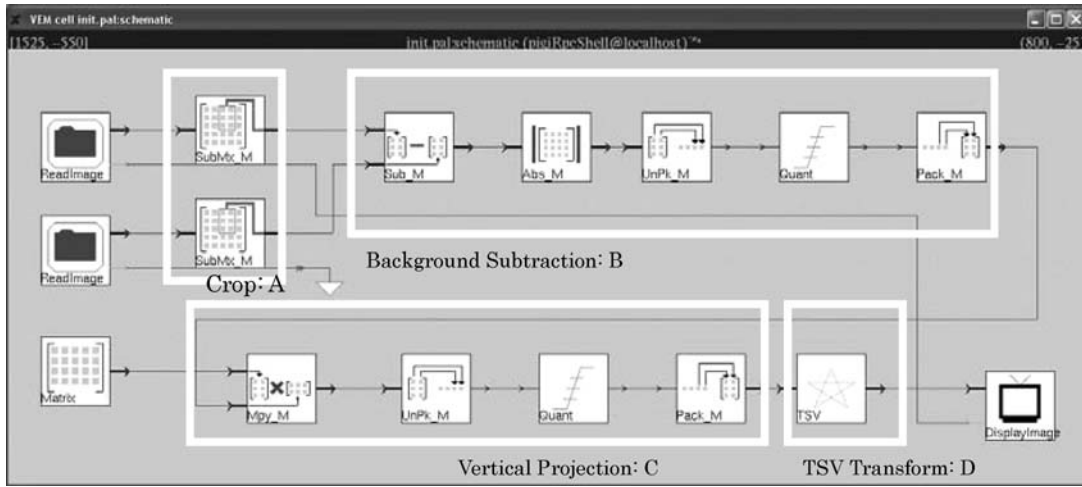 VEM cell init.pal:schematic
[1525, -550] init.pal:schematic (pigiRpcShell@localhost) (800, -25
ReadImage SubMx_M Sub_M Abs_M UnPk_M Quant Pack_M
ReadImage SubMx_M
Background Subtraction: B
Crop: A
Matrix Mpy_M UnPk_M Quant Pack_M TSV DisplayImage
Vertical Projection: C TSV Transform: D